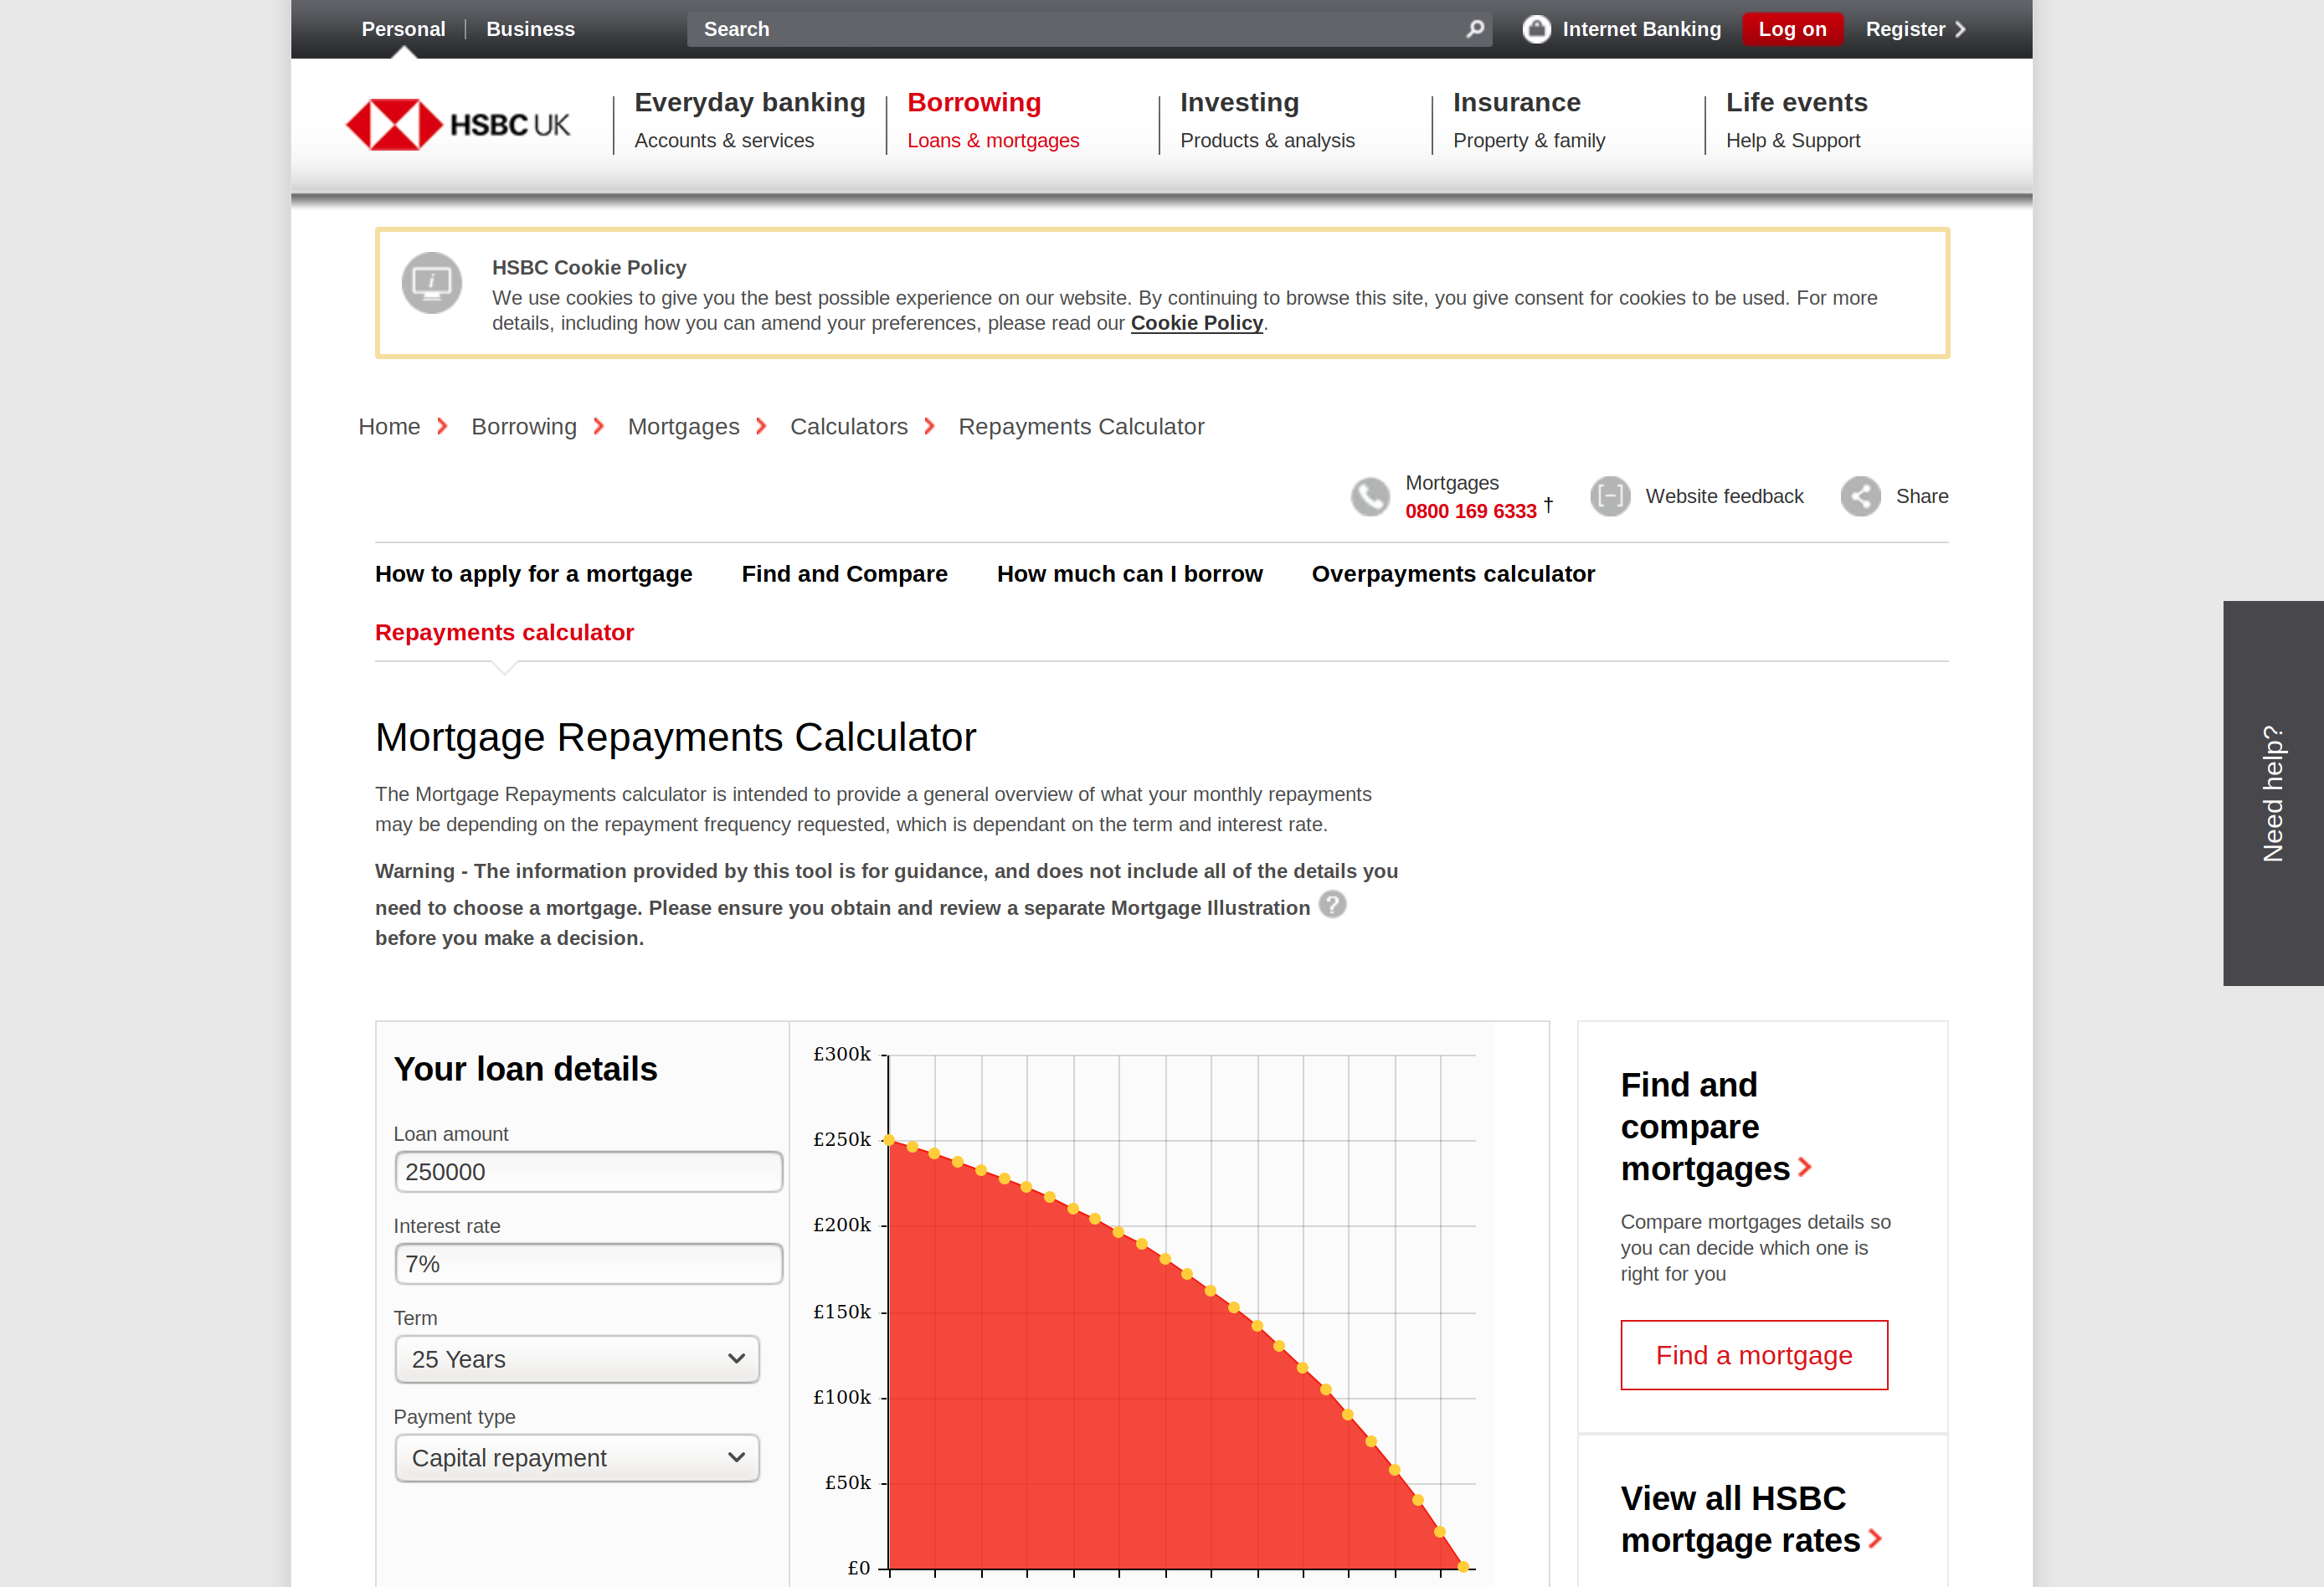 Personal
Business
Search
Internet Banking
Log on
Register
HSBC UK
Everyday banking
Accounts & services
Borrowing
Loans & mortgages
Investing
Products & analysis
Insurance
Property & family
Life events
Help & Support
HSBC Cookie Policy
We use cookies to give you the best possible experience on our website. By continuing to browse this site, you give consent for cookies to be used. For more
details, including how you can amend your preferences, please read our Cookie Policy.
Home
Borrowing
Mortgages
Calculators
Repayments Calculator
Mortgages
0800 169 6333 †
Website feedback
Share
How to apply for a mortgage
Find and Compare
How much can I borrow
Overpayments calculator
Repayments calculator
Need help?
Mortgage Repayments Calculator
The Mortgage Repayments calculator is intended to provide a general overview of what your monthly repayments
may be depending on the repayment frequency requested, which is dependant on the term and interest rate.
Warning - The information provided by this tool is for guidance, and does not include all of the details you
need to choose a mortgage. Please ensure you obtain and review a separate Mortgage Illustration ?
before you make a decision.
Your loan details
Loan amount
250000
Interest rate
7%
Term
25 Years
Payment type
Capital repayment
£300k
£250k
£200k
£150k
£100k
£50k
£0
Find and
compare
mortgages
Compare mortgages details so
you can decide which one is
right for you
Find a mortgage
View all HSBC
mortgage rates